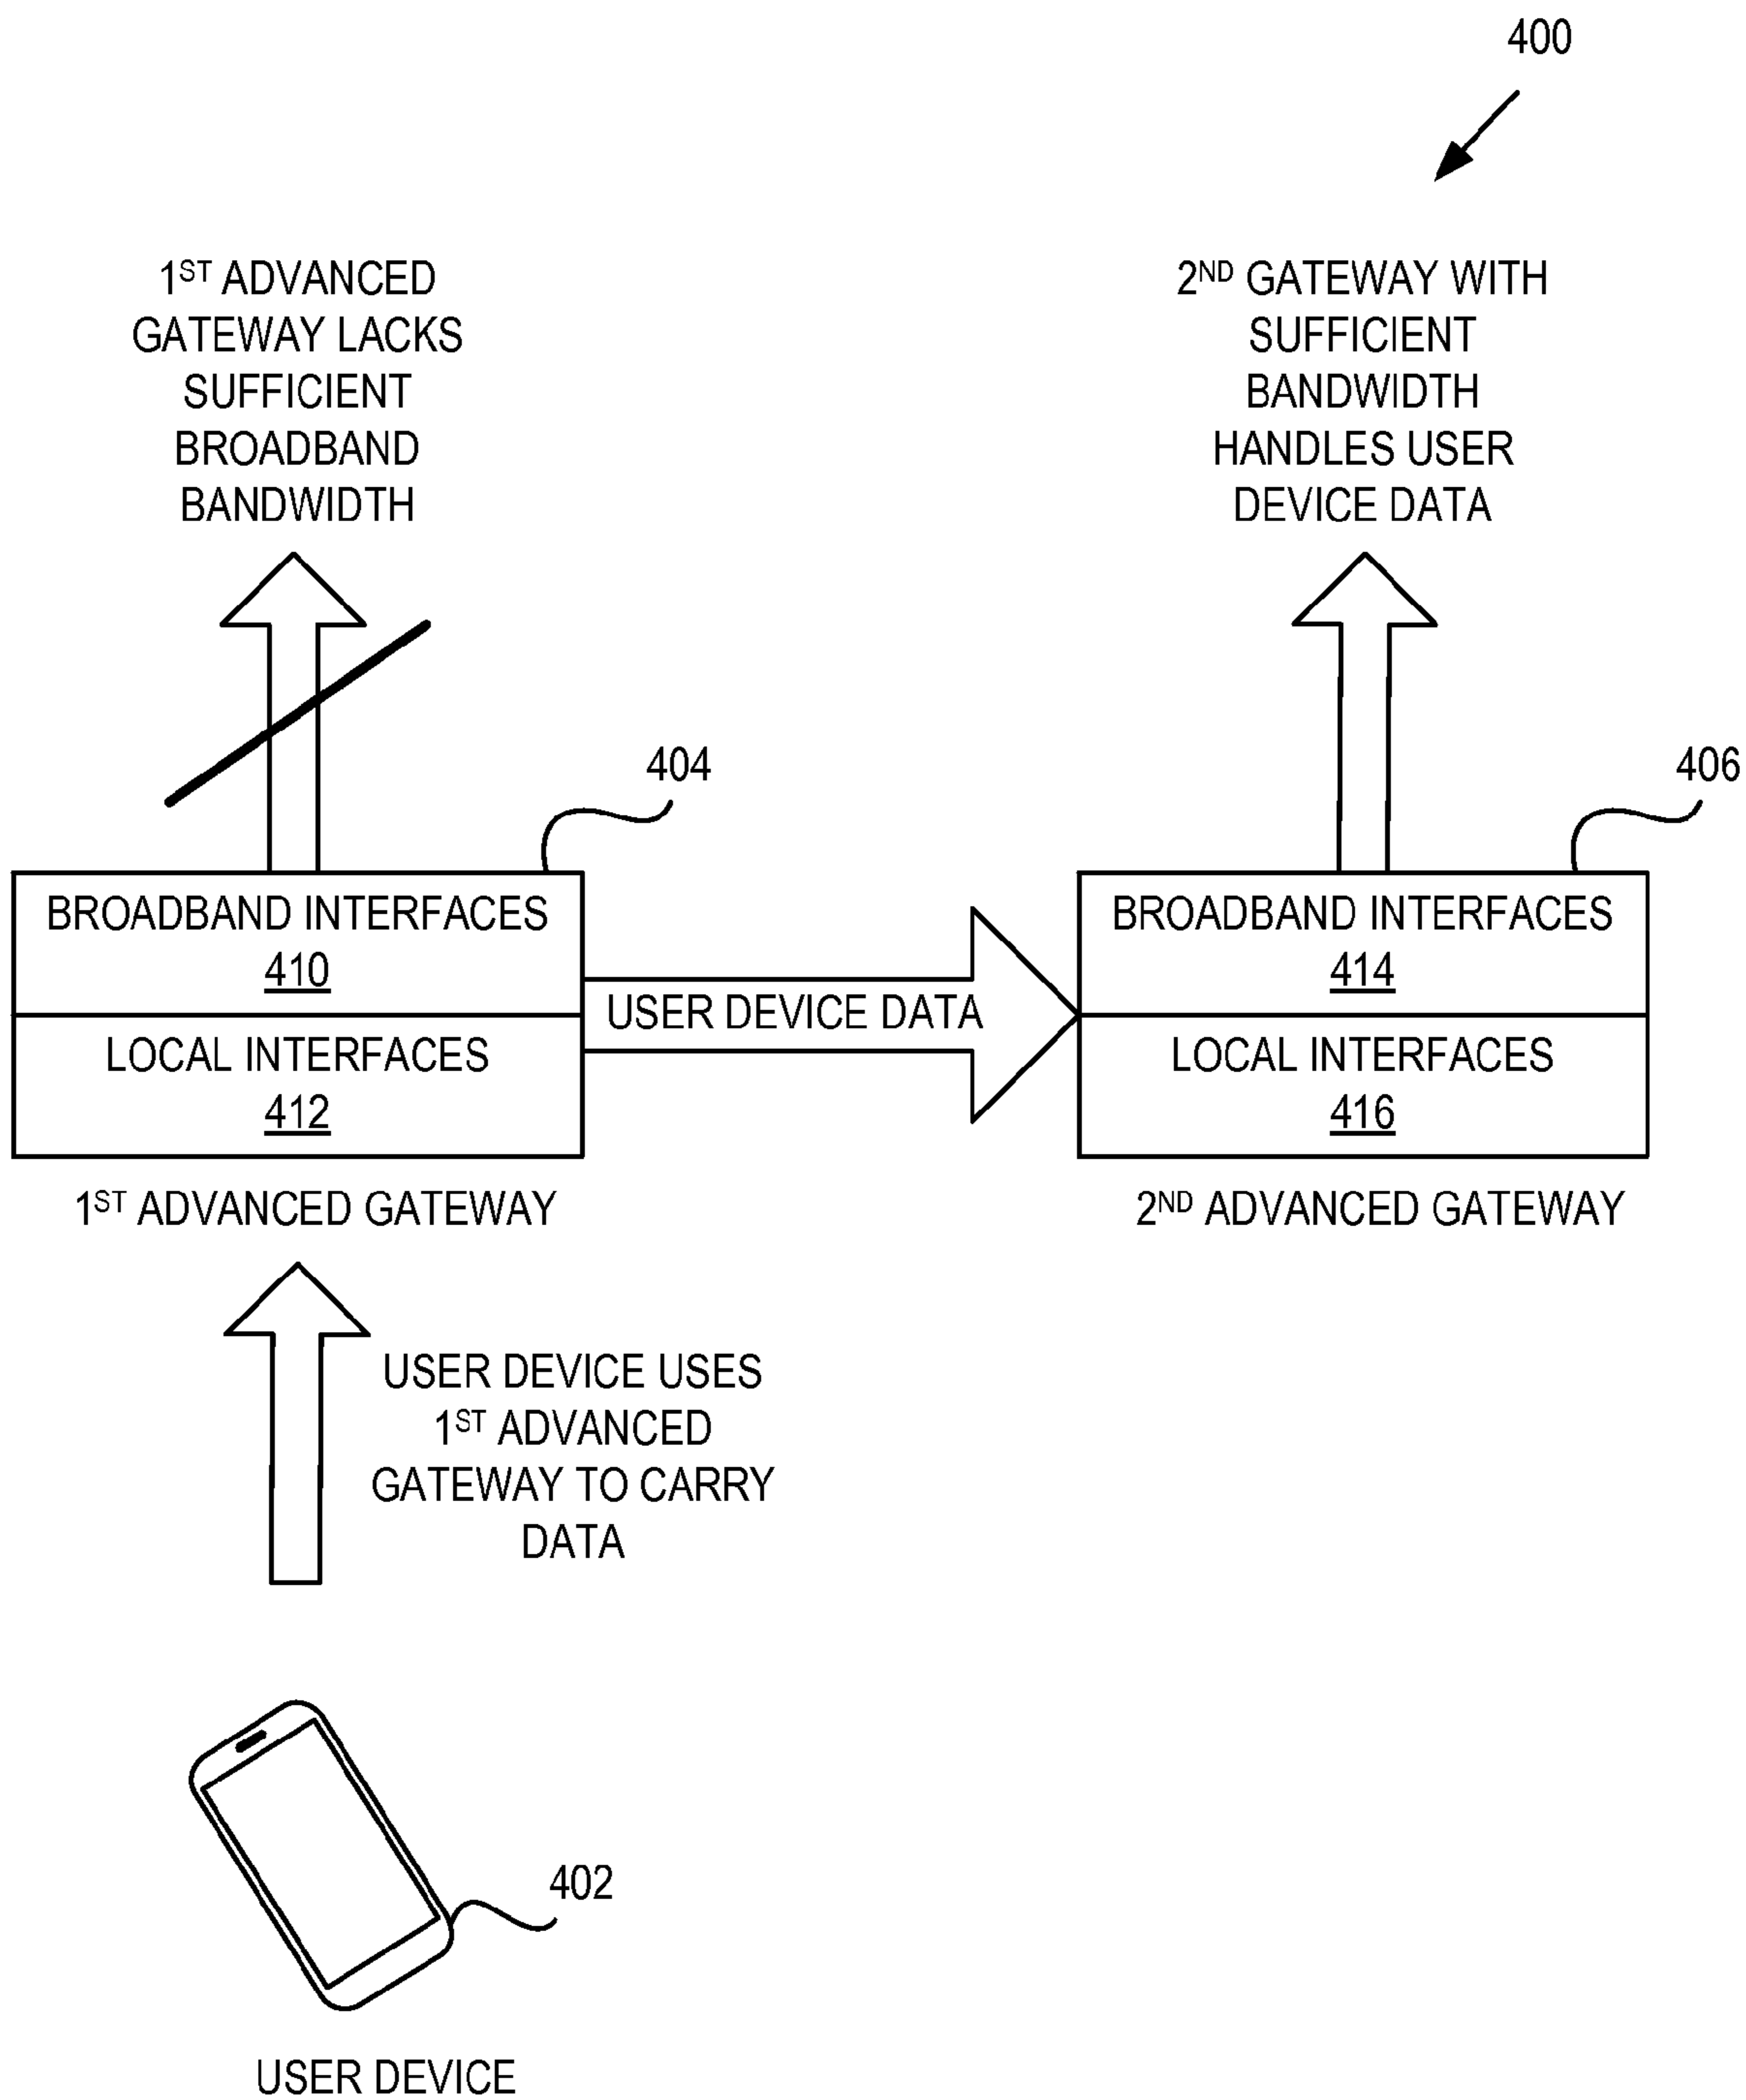 400
1ST ADVANCED
GATEWAY LACKS
SUFFICIENT
BROADBAND
BANDWIDTH
2ND GATEWAY WITH
SUFFICIENT
BANDWIDTH
HANDLES USER
DEVICE DATA
404
406
BROADBAND INTERFACES
410
LOCAL INTERFACES
412
1ST ADVANCED GATEWAY
USER DEVICE DATA
BROADBAND INTERFACES
414
LOCAL INTERFACES
416
2ND ADVANCED GATEWAY
USER DEVICE USES
1ST ADVANCED
GATEWAY TO CARRY
DATA
402
USER DEVICE